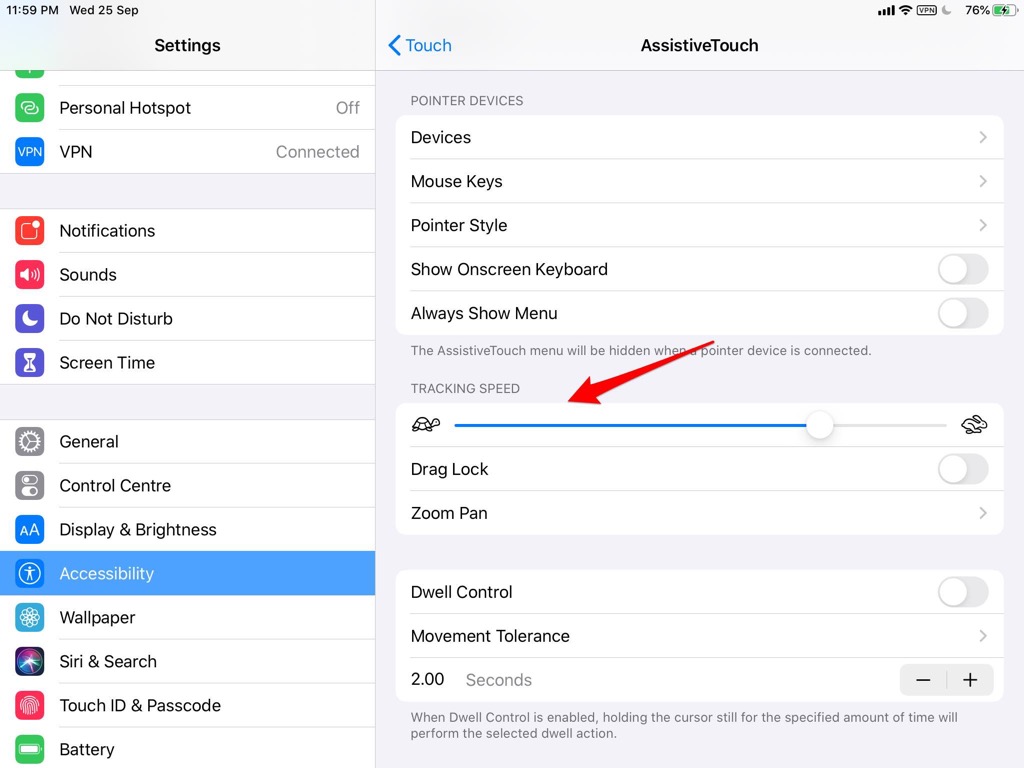 11:59 PM Wed 25 Sep
VPN 76%
Settings
Personal Hotspot Off
VPN VPN Connected
Notifications
Sounds
Do Not Disturb
Screen Time
General
Control Centre
AA Display & Brightness
Accessibility
Wallpaper
Siri & Search
Touch ID & Passcode
Battery
Touch AssistiveTouch
POINTER DEVICES
Devices
Mouse Keys
Pointer Style
Show Onscreen Keyboard
Always Show Menu
The AssistiveTouch menu will be hidden when a pointer device is connected.
TRACKING SPEED
Drag Lock
Zoom Pan
Dwell Control
Movement Tolerance
2.00 Seconds − +
When Dwell Control is enabled, holding the cursor still for the specified amount of time will
perform the selected dwell action.